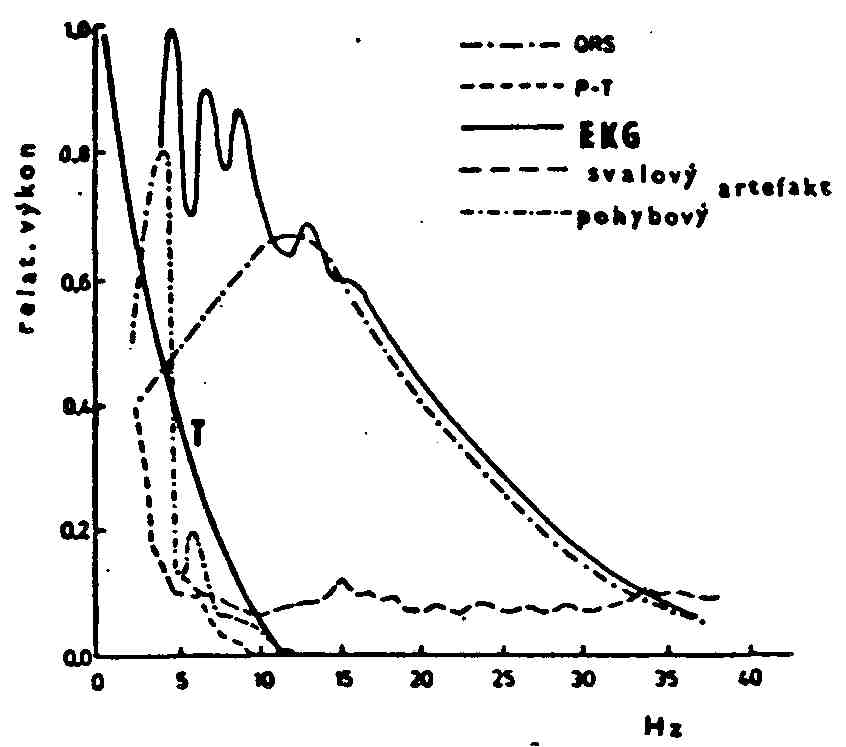 1.0
QRS
P-T
EKG
svalový artefakt
pohybový
relat. výkon
0.8
0.6
0.4
T
0.2
0.0
0 5 10 15 20 25 30 35 40
Hz